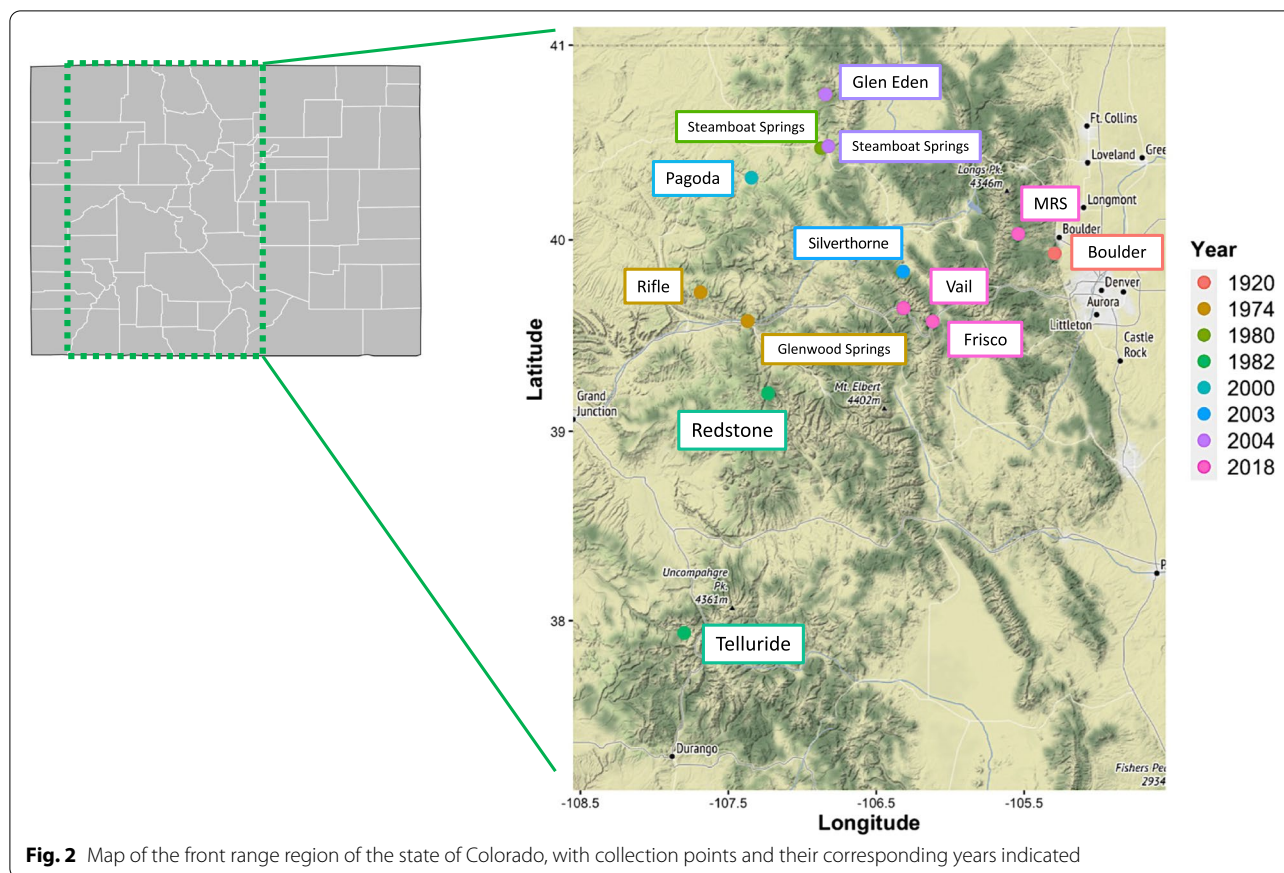 41
Glen Eden
Steamboat Springs
Steamboat Springs
Ft. Collins
Loveland
Gree
Pagoda
Longs Pk.
4346m
Longmont
MRS
40
Silverthorne
Boulder
Boulder
Rifle
Vail
Denver
Aurora
Littleton
Frisco
Glenwood Springs
Castle
Rock
Mt. Elbert
4402m
Grand
Junction
Redstone
39
Uncompahgre
Pk.
4361m
P
38
Telluride
Durango
Fishers Pea
2934
-108.5
-107.5
-106.5
-105.5
Latitude
Longitude
Year
1920
1974
1980
1982
2000
2003
2004
2018
Fig. 2 Map of the front range region of the state of Colorado, with collection points and their corresponding years indicated